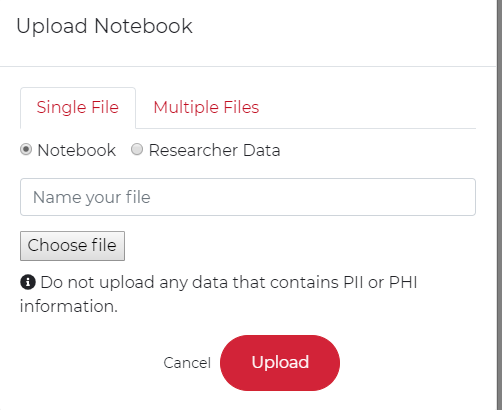 Upload Notebook
Single File Multiple Files
Notebook Researcher Data
Name your file
Choose file
Do not upload any data that contains PII or PHI
information.
Cancel Upload